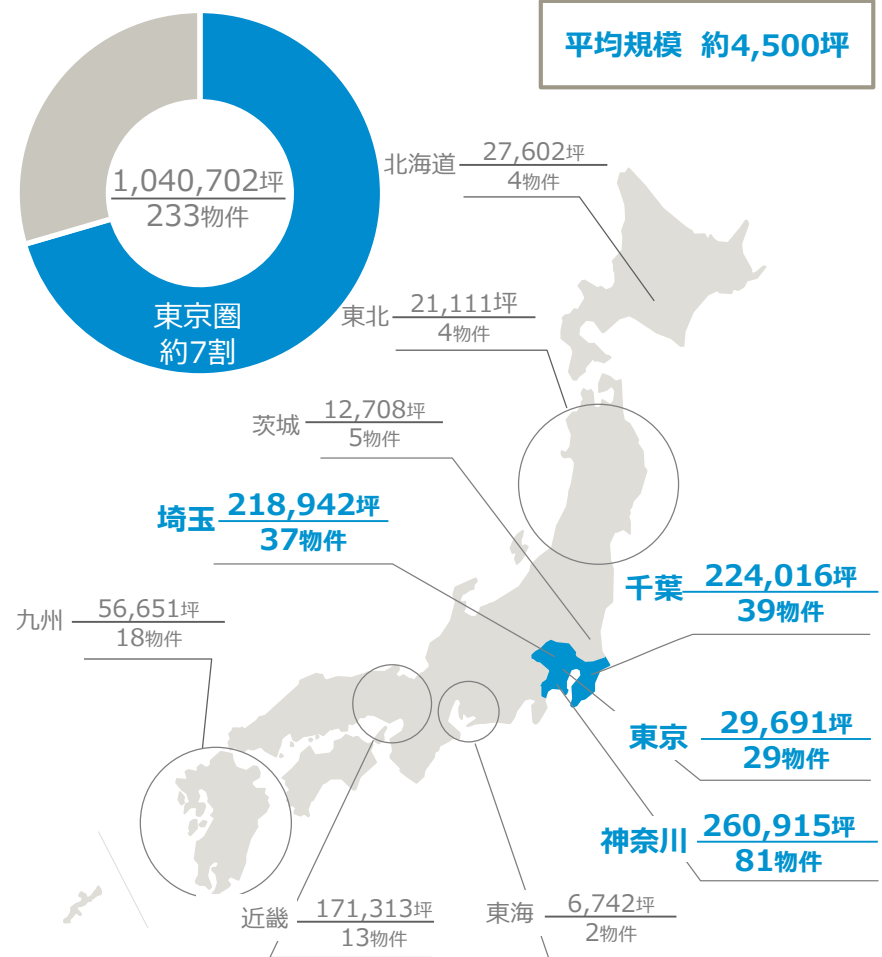 平均規模 約4,500坪
1,040,702坪
233物件
東京圏
約7割
北海道
27,602坪
4物件
東北
21,111坪
4物件
茨城
12,708坪
5物件
埼玉
218,942坪
37物件
千葉
224,016坪
39物件
九州
56,651坪
18物件
東京
29,691坪
29物件
神奈川
260,915坪
81物件
近畿
171,313坪
13物件
東海
6,742坪
2物件